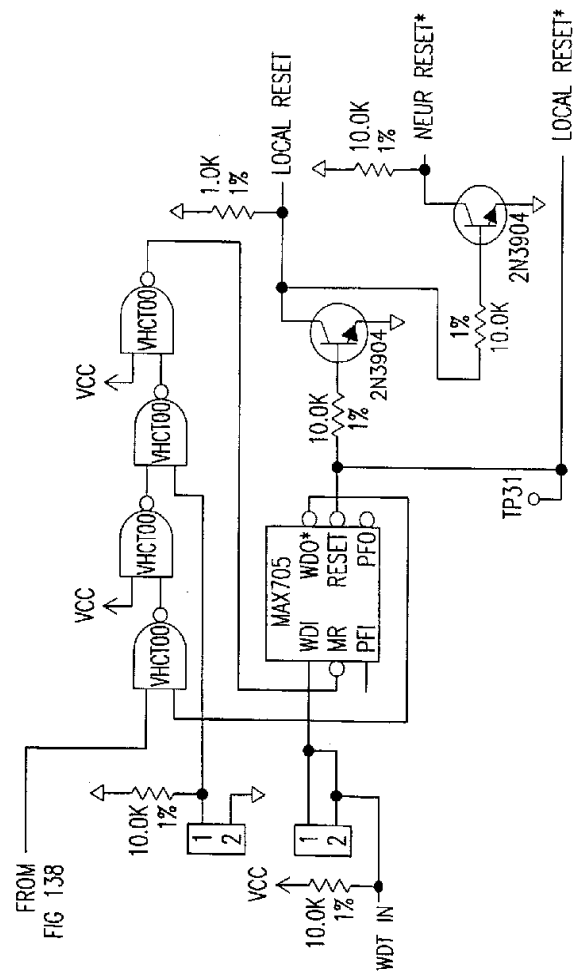 FROM
FIG 138
10.0K
1%
1
2
VCC
10.0K
1%
WDT IN
1
2
VHCT00
VCC
VHCT00
VHCT00
VCC
VHCT00
MAX705
WDI
WDO*
MR
RESET
PFI
PFO
TP31
10.0K
1%
2N3904
1.0K
1%
LOCAL RESET
10.0K
1%
NEUR RESET*
1%
10.0K
2N3904
LOCAL RESET*